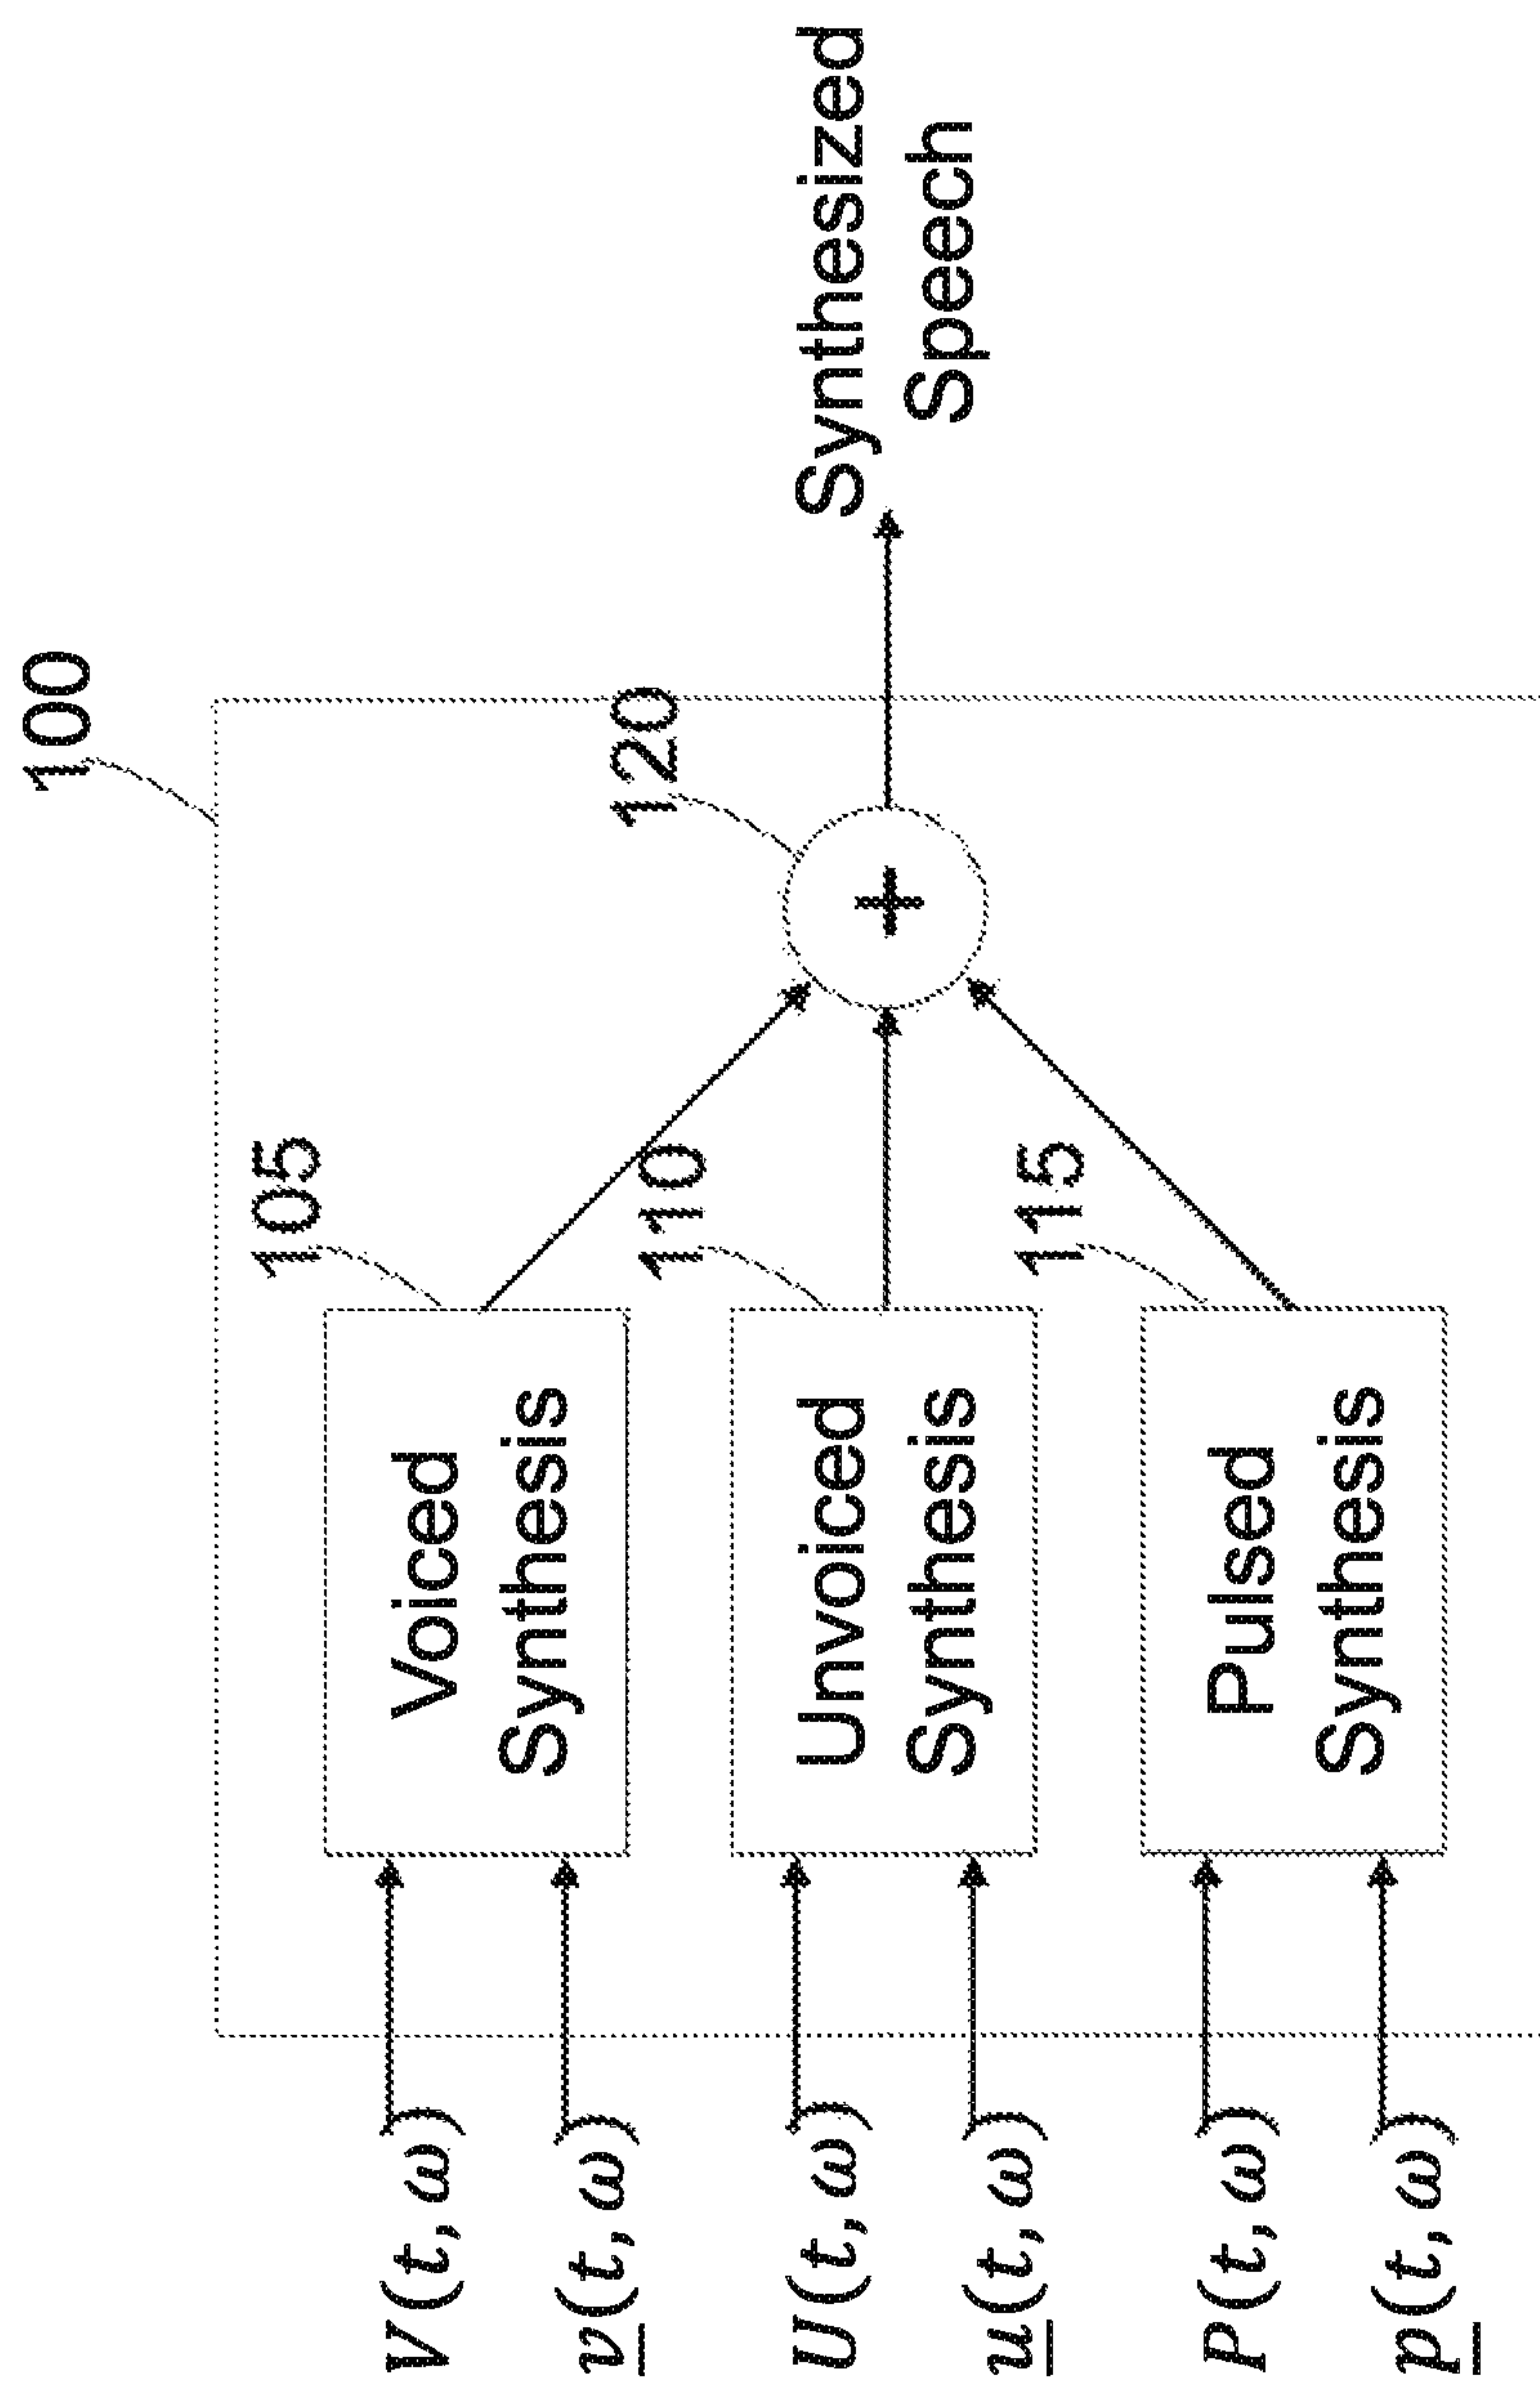 100
105
V(t,ω)
Voiced
v(t,ω)
Synthesis
120
110
U(t,ω)
Unvoiced
Synthesized
u(t,ω)
Synthesis
Speech
+
115
P(t,ω)
Pulsed
p(t,ω)
Synthesis